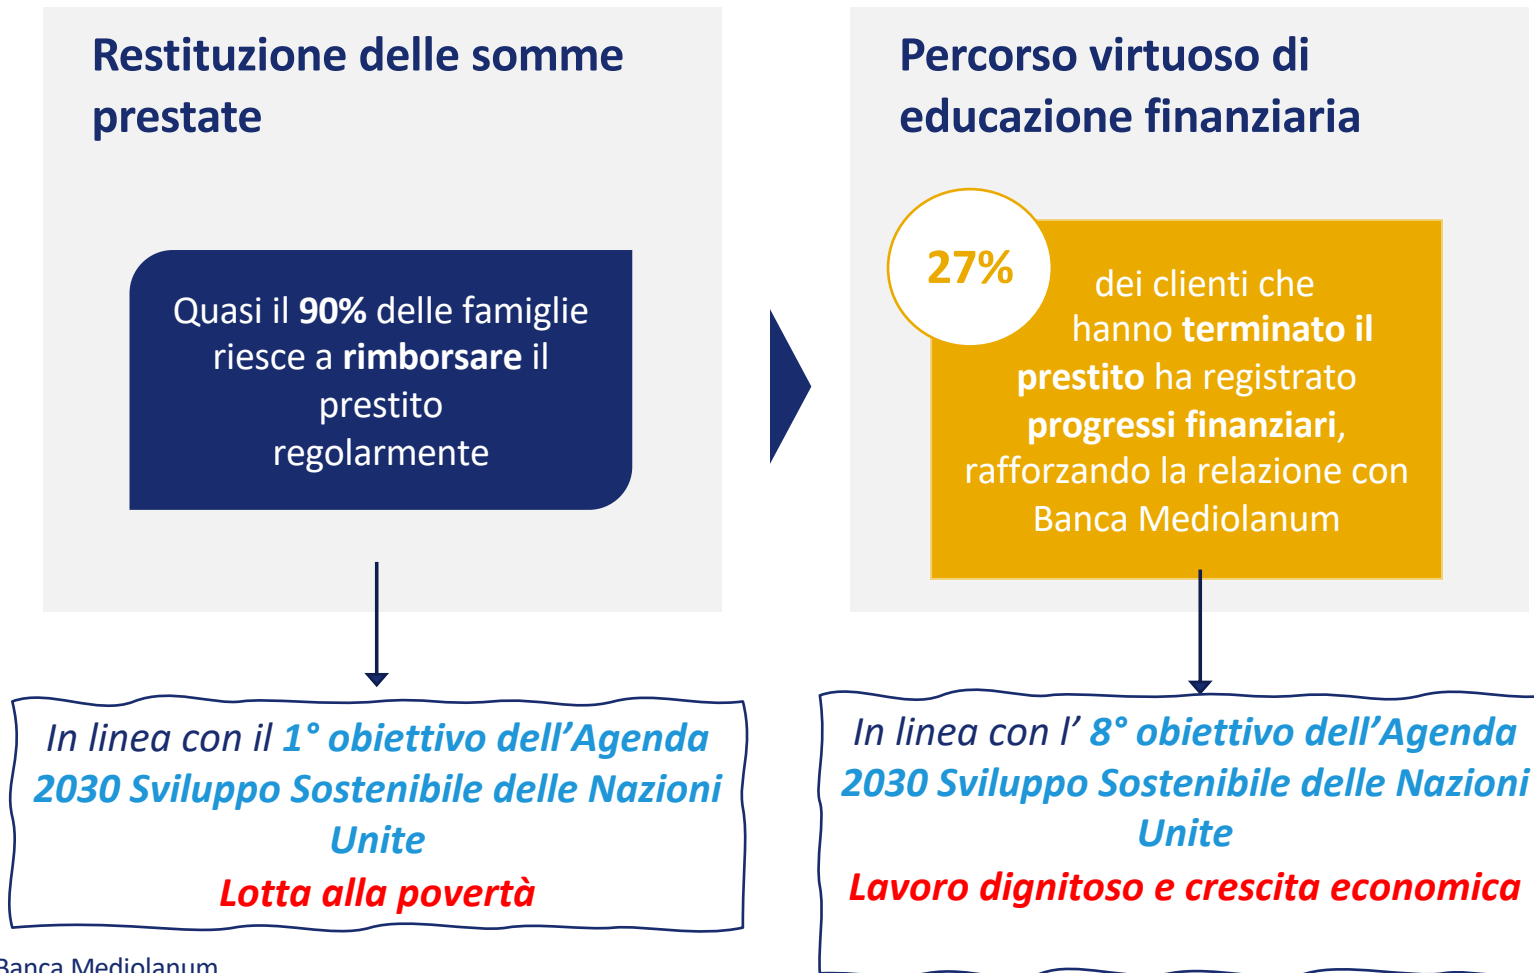 Restituzione delle somme
prestate
Quasi il 90% delle famiglie
riesce a rimborsare il
prestito
regolarmente
In linea con il 1° obiettivo dell’Agenda
2030 Sviluppo Sostenibile delle Nazioni
Unite
Lotta alla povertà
Percorso virtuoso di
educazione finanziaria
27%
dei clienti che
hanno terminato il
prestito ha registrato
progressi finanziari,
rafforzando la relazione con
Banca Mediolanum
In linea con l’ 8° obiettivo dell’Agenda
2030 Sviluppo Sostenibile delle Nazioni
Unite
Lavoro dignitoso e crescita economica
Banca Mediolanum